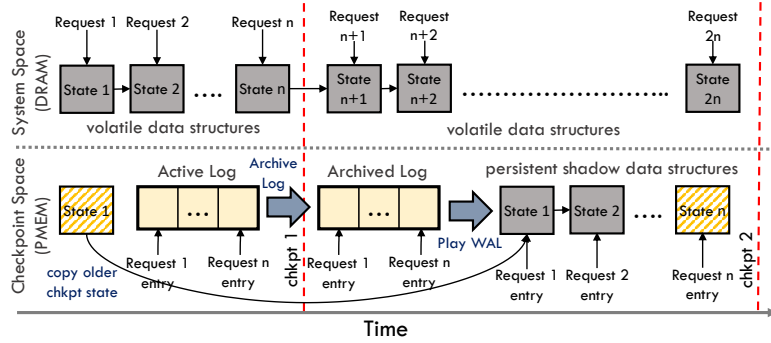 Request 1
Request 2
Request n
Request
n+1
Request
n+2
Request
2n
System Space
(DRAM)
State 1
State 2
....
State n
State
n+1
State
n+2
State
2n
volatile data structures
volatile data structures
Checkpoint Space
(PMEM)
Active Log
Archive
Log
Archived Log
persistent shadow data structures
State 1
...
...
State 1
State 2
....
State n
Play WAL
chkpt 1
chkpt 2
copy older
chkpt state
Request 1
entry
Request n
entry
Request 1
entry
Request n
entry
Request 1
entry
Request 2
entry
Request n
entry
Time